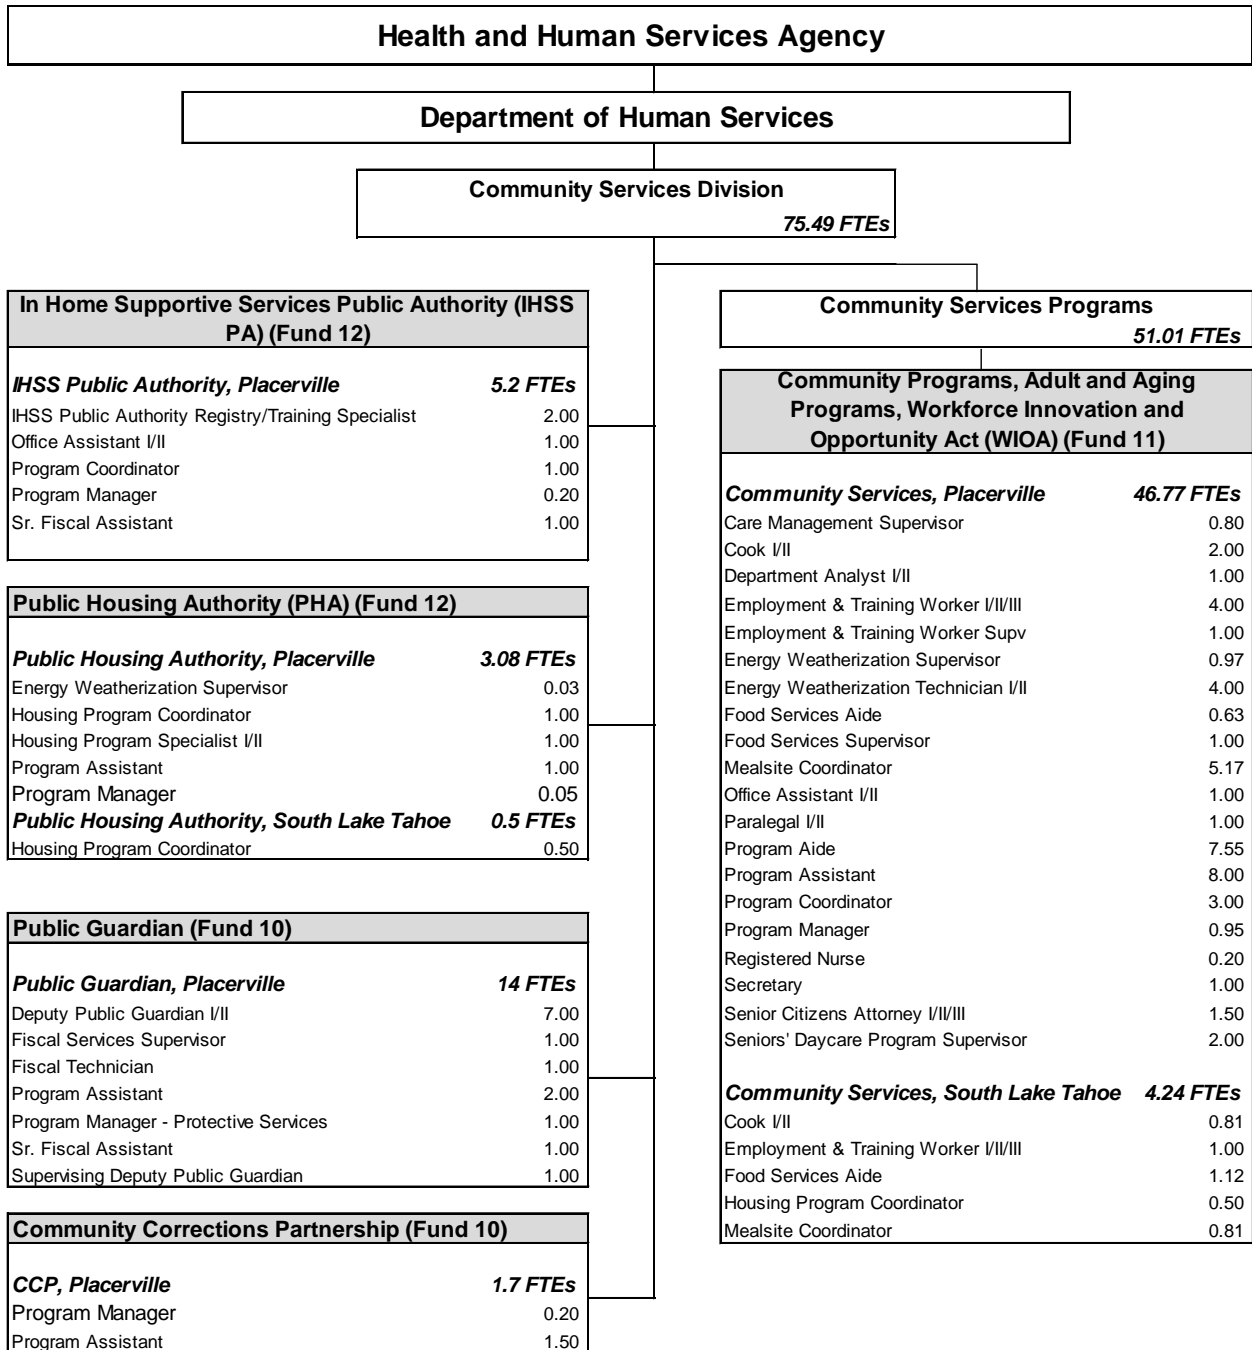 Health and Human Services Agency
Department of Human Services
Community Services Division
75.49 FTEs
In Home Supportive Services Public Authority (IHSS
PA) (Fund 12)
IHSS Public Authority, Placerville 5.2 FTEs
IHSS Public Authority Registry/Training Specialist 2.00
Office Assistant I/II 1.00
Program Coordinator 1.00
Program Manager 0.20
Sr. Fiscal Assistant 1.00
Public Housing Authority (PHA) (Fund 12)
Public Housing Authority, Placerville 3.08 FTEs
Energy Weatherization Supervisor 0.03
Housing Program Coordinator 1.00
Housing Program Specialist I/II 1.00
Program Assistant 1.00
Program Manager 0.05
Public Housing Authority, South Lake Tahoe 0.5 FTEs
Housing Program Coordinator 0.50
Public Guardian (Fund 10)
Public Guardian, Placerville 14 FTEs
Deputy Public Guardian I/II 7.00
Fiscal Services Supervisor 1.00
Fiscal Technician 1.00
Program Assistant 2.00
Program Manager - Protective Services 1.00
Sr. Fiscal Assistant 1.00
Supervising Deputy Public Guardian 1.00
Community Corrections Partnership (Fund 10)
CCP, Placerville 1.7 FTEs
Program Manager 0.20
Program Assistant 1.50
Community Services Programs
51.01 FTEs
Community Programs, Adult and Aging
Programs, Workforce Innovation and
Opportunity Act (WIOA) (Fund 11)
Community Services, Placerville 46.77 FTEs
Care Management Supervisor 0.80
Cook I/II 2.00
Department Analyst I/II 1.00
Employment & Training Worker I/II/III 4.00
Employment & Training Worker Supv 1.00
Energy Weatherization Supervisor 0.97
Energy Weatherization Technician I/II 4.00
Food Services Aide 0.63
Food Services Supervisor 1.00
Mealsite Coordinator 5.17
Office Assistant I/II 1.00
Paralegal I/II 1.00
Program Aide 7.55
Program Assistant 8.00
Program Coordinator 3.00
Program Manager 0.95
Registered Nurse 0.20
Secretary 1.00
Senior Citizens Attorney I/II/III 1.50
Seniors' Daycare Program Supervisor 2.00
Community Services, South Lake Tahoe 4.24 FTEs
Cook I/II 0.81
Employment & Training Worker I/II/III 1.00
Food Services Aide 1.12
Housing Program Coordinator 0.50
Mealsite Coordinator 0.81